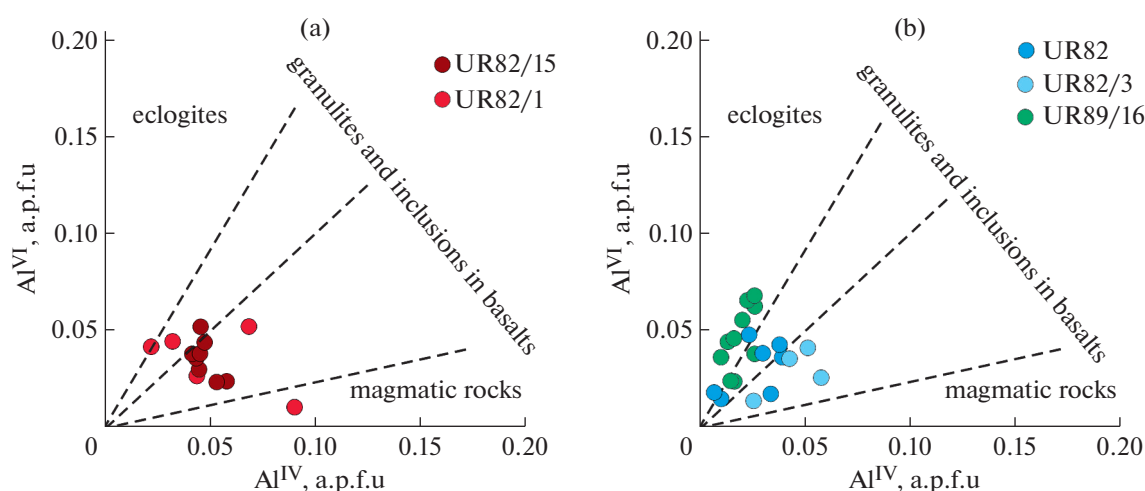 (a)
0.20
0.15
0.10
0.05
0
0.05
0.10
0.15
0.20
Al^VI, a.p.f.u
Al^IV, a.p.f.u
UR82/15
UR82/1
eclogites
granulites and inclusions in basalts
magmatic rocks
(b)
0.20
0.15
0.10
0.05
0
0.05
0.10
0.15
0.20
Al^VI, a.p.f.u
Al^IV, a.p.f.u
UR82
UR82/3
UR89/16
eclogites
granulites and inclusions in basalts
magmatic rocks